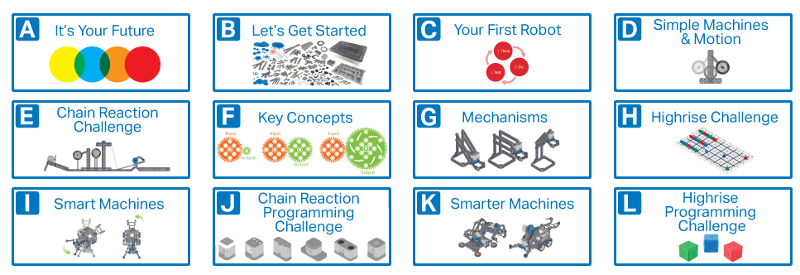 A It's Your Future
B Let's Get Started
C Your First Robot
1. Think
2. Do
3. Test
D Simple Machines
& Motion
E Chain Reaction
Challenge
F Key Concepts
Input
Output
Input
Output
Input
Output
G Mechanisms
H Highrise Challenge
I Smart Machines
J Chain Reaction
Programming
Challenge
K Smarter Machines
L Highrise
Programming
Challenge